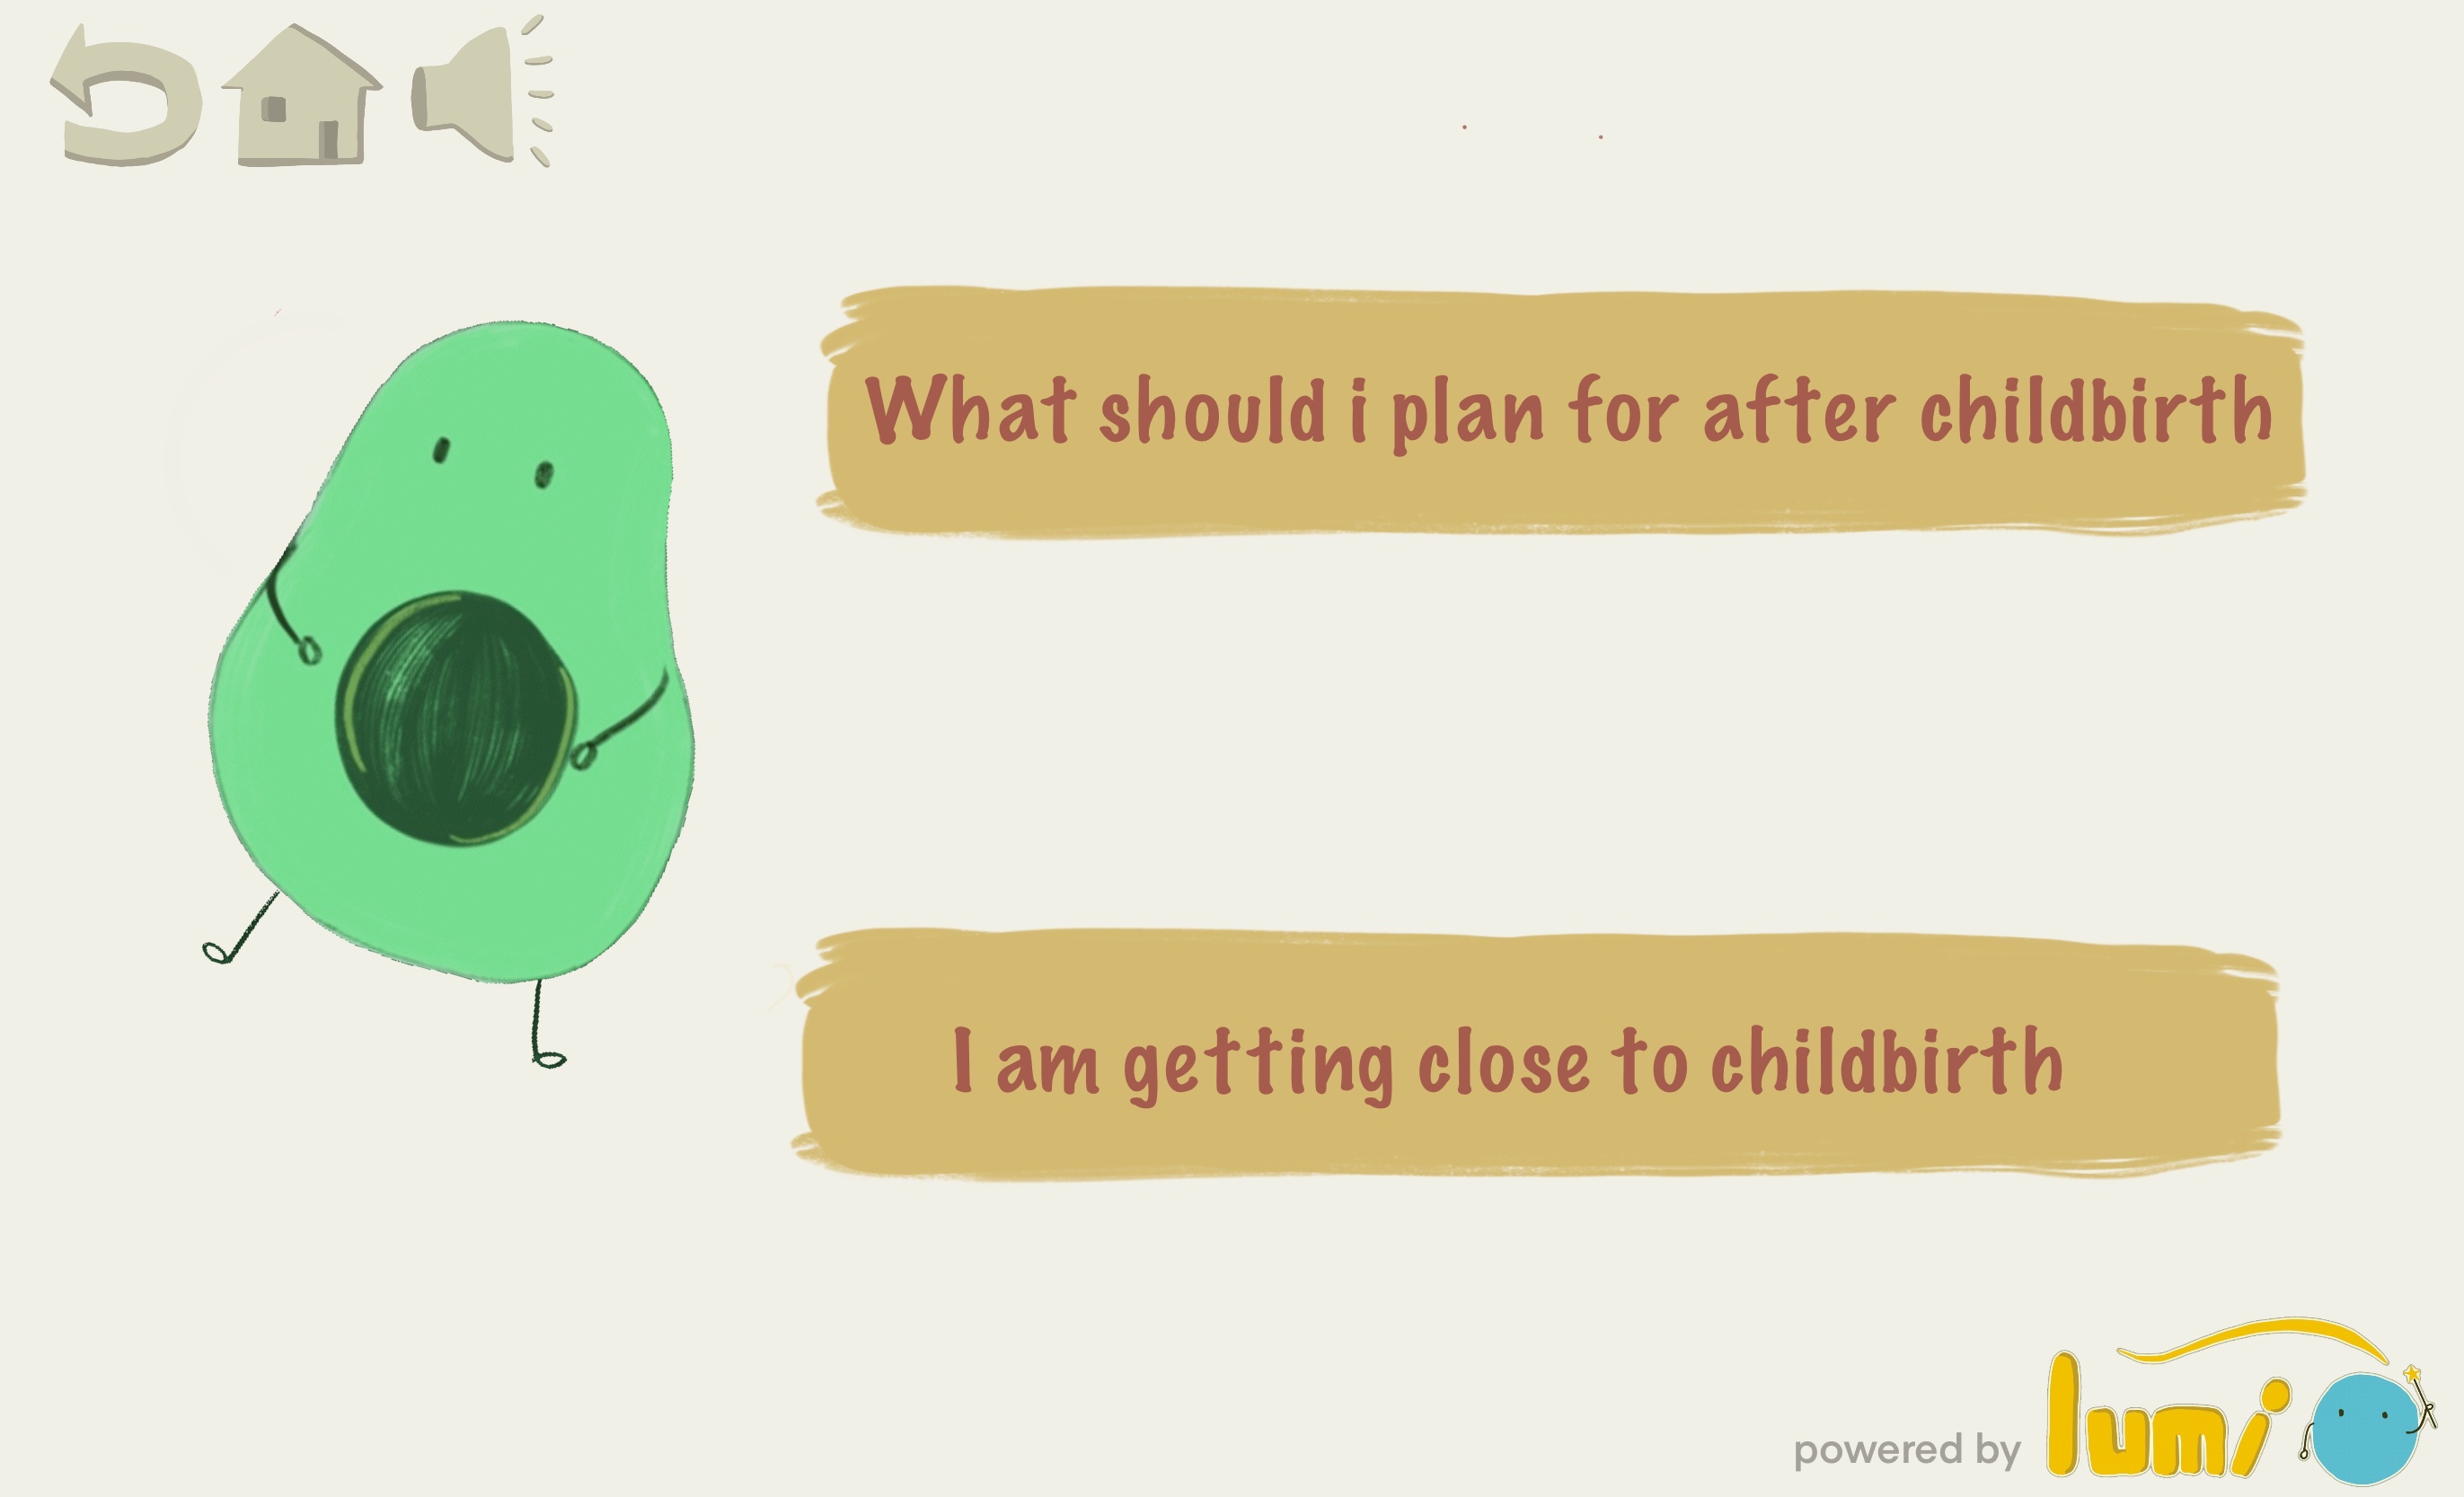 What should i plan for after childbirth
I am getting close to childbirth
powered by lumi